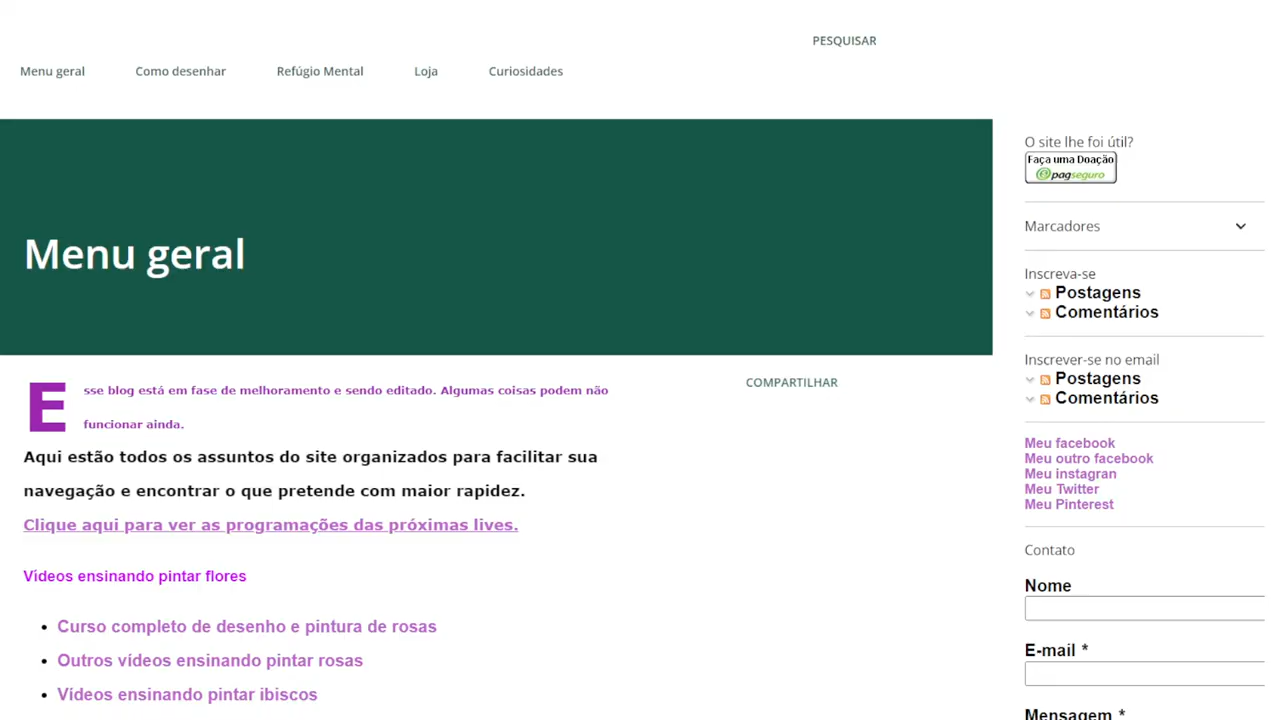 PESQUISAR
Menu geral
Como desenhar
Refúgio Mental
Loja
Curiosidades
Menu geral
Esse blog está em fase de melhoramento e sendo editado. Algumas coisas podem não
funcionar ainda.
COMPARTILHAR
Aqui estão todos os assuntos do site organizados para facilitar sua
navegação e encontrar o que pretende com maior rapidez.
Clique aqui para ver as programações das próximas lives.
Vídeos ensinando pintar flores
Curso completo de desenho e pintura de rosas
Outros vídeos ensinando pintar rosas
Vídeos ensinando pintar ibiscos
O site lhe foi útil?
Faça uma Doação
pagseguro
Marcadores
Inscreva-se
Postagens
Comentários
Inscrever-se no email
Postagens
Comentários
Meu facebook
Meu outro facebook
Meu instagran
Meu Twitter
Meu Pinterest
Contato
Nome
E-mail *
Mensagem *